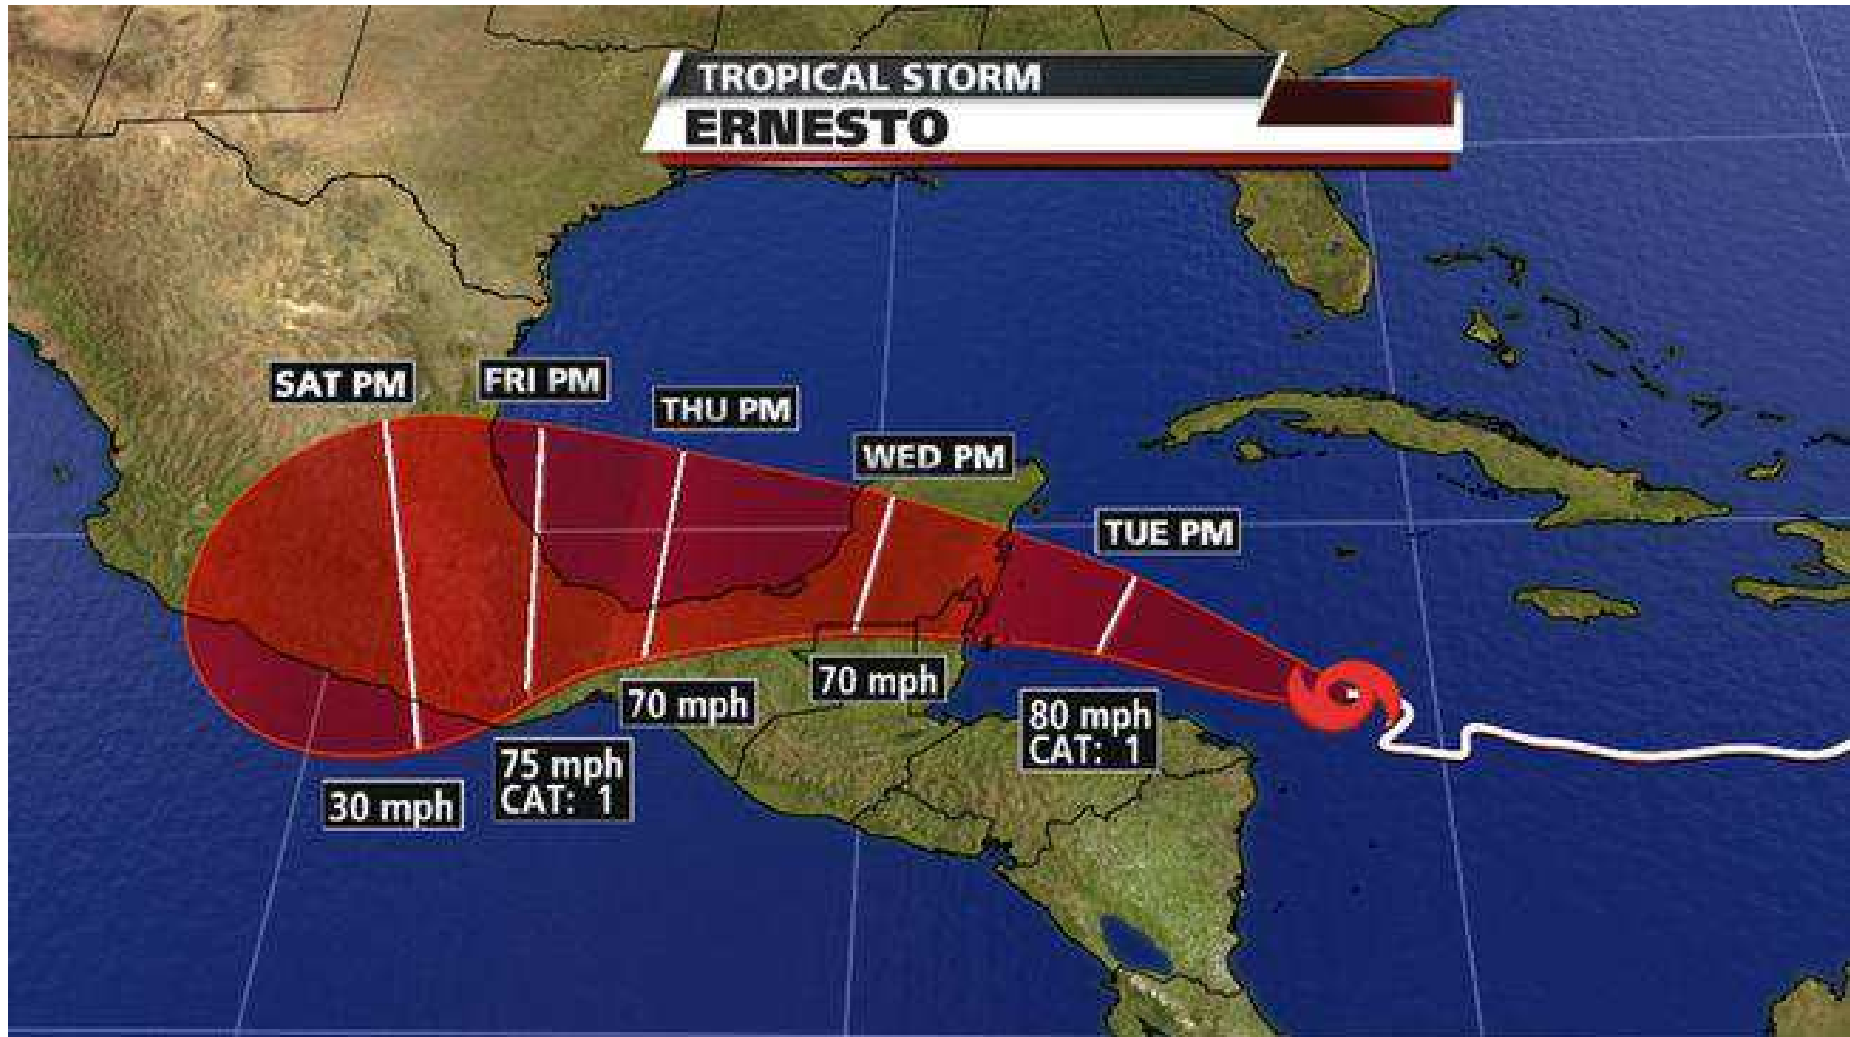 TROPICAL STORM
ERNESTO
SAT PM
FRI PM
THU PM
WED PM
TUE PM
30 mph
75 mph
CAT: 1
70 mph
70 mph
80 mph
CAT: 1